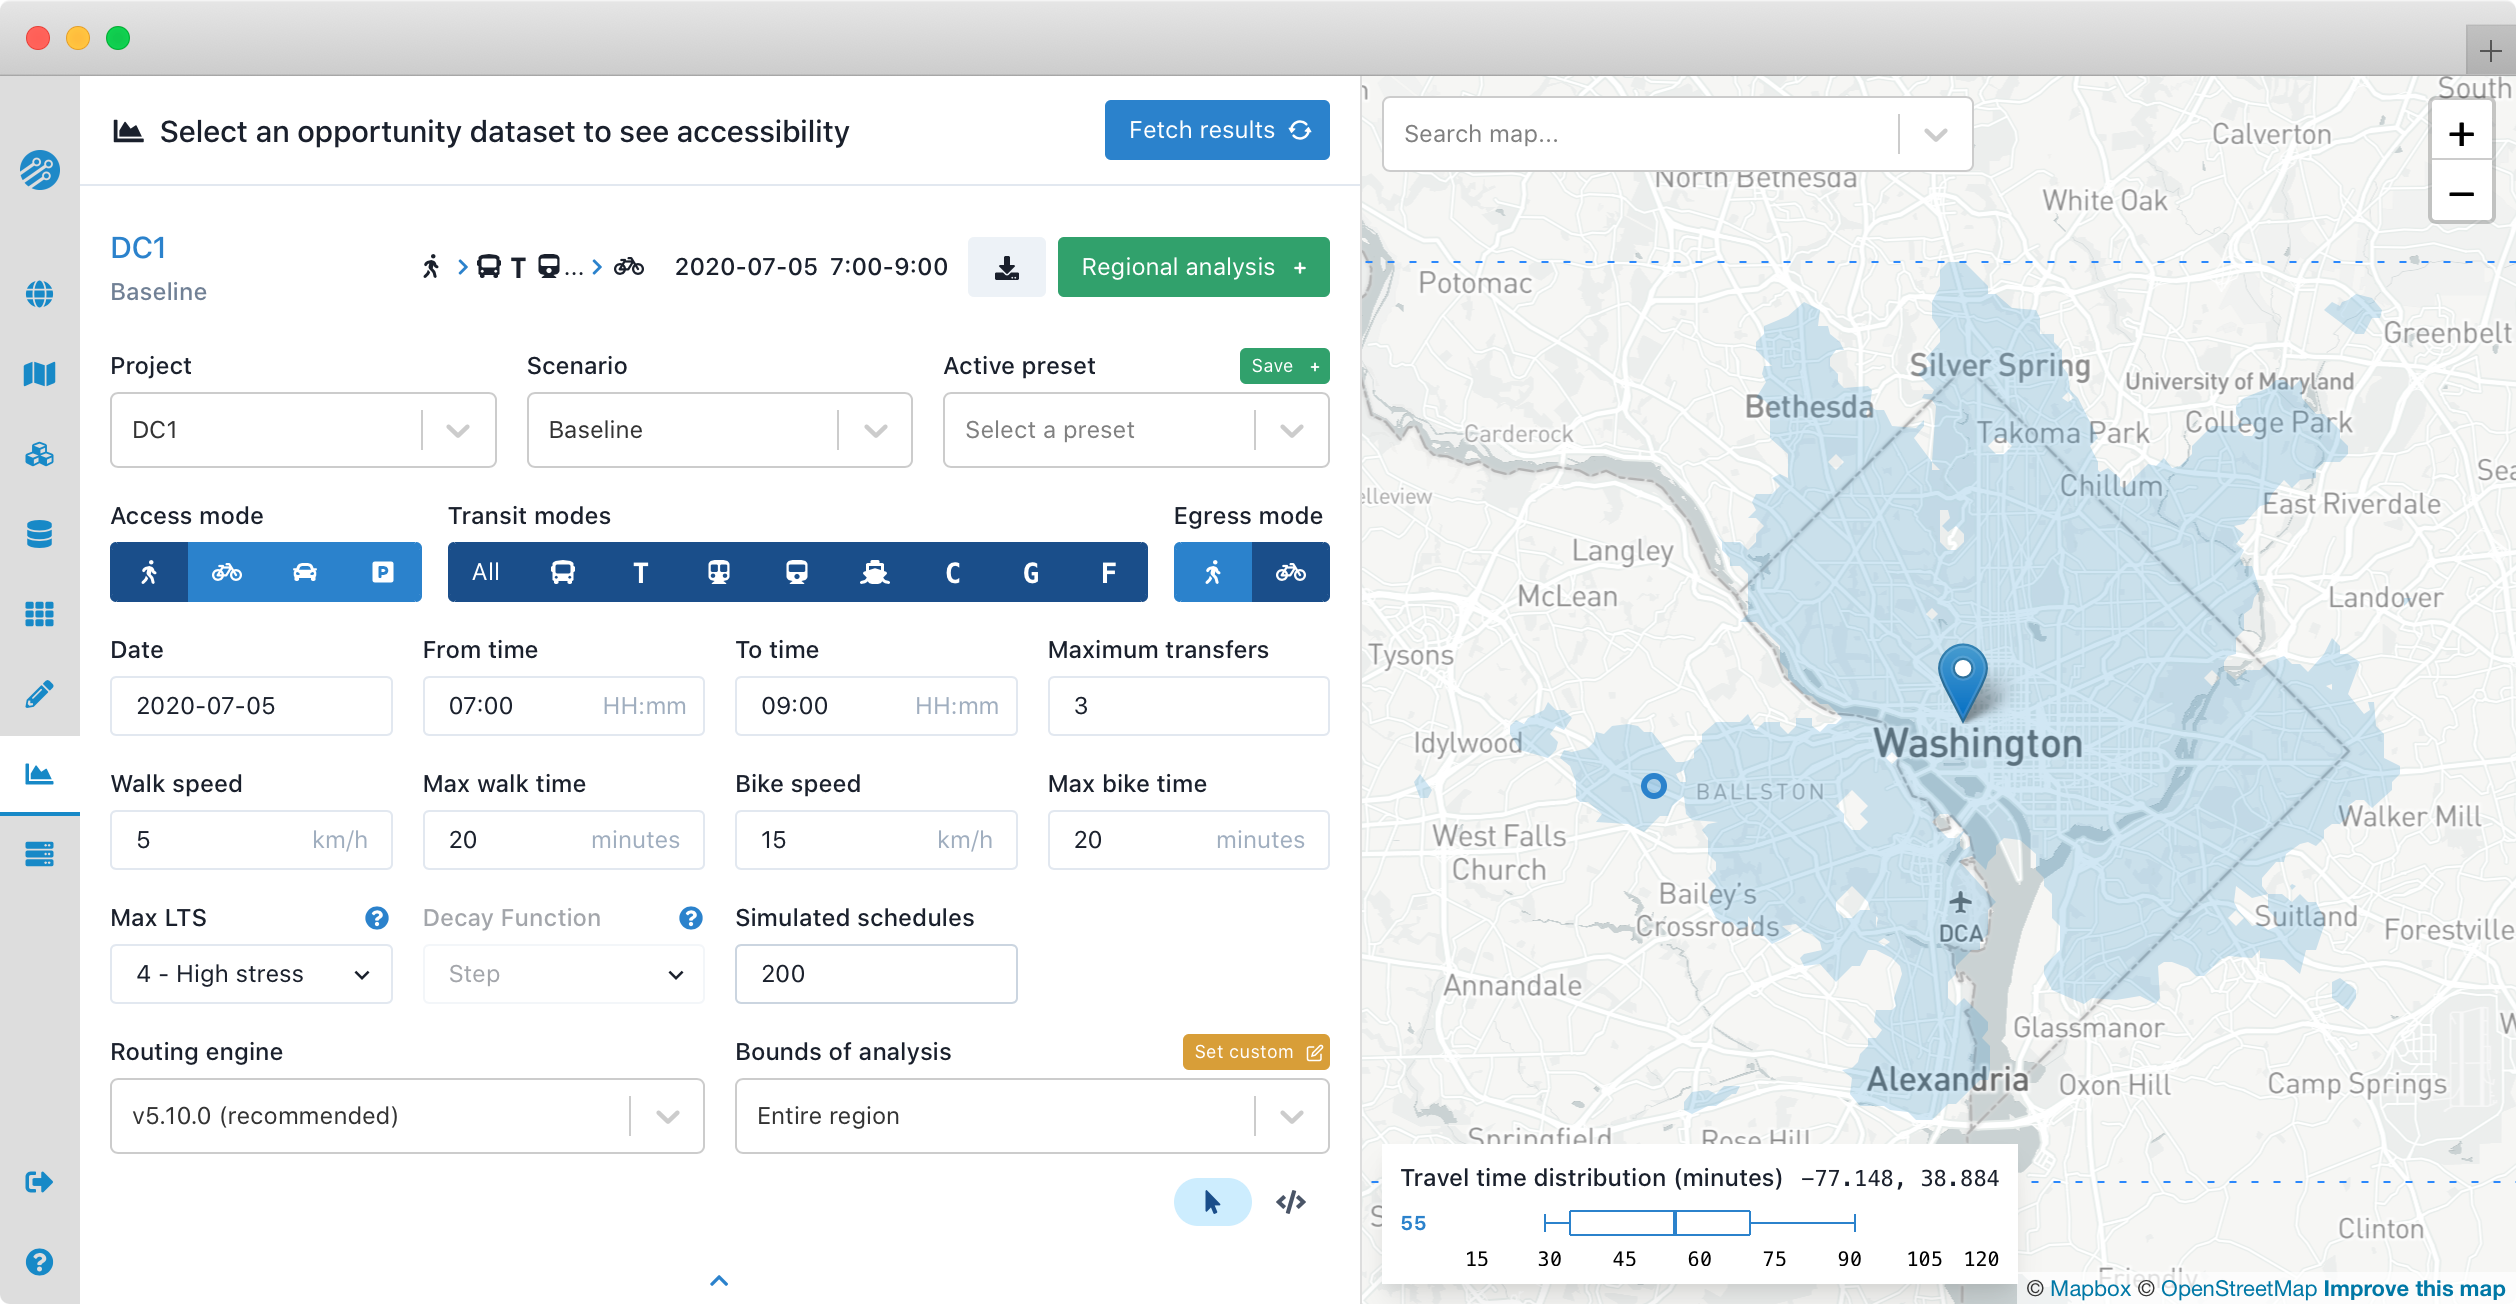 Select an opportunity dataset to see accessibility
Fetch results
DC1
Baseline
T ...
2020-07-05 7:00-9:00
Regional analysis +
Project
Scenario
Active preset
Save +
DC1
Baseline
Select a preset
Access mode
Transit modes
Egress mode
P
All T C G F
Date
From time
To time
Maximum transfers
2020-07-05
07:00 HH:mm
09:00 HH:mm
3
Walk speed
Max walk time
Bike speed
Max bike time
5 km/h
20 minutes
15 km/h
20 minutes
Max LTS ?
Decay Function ?
Simulated schedules
4 - High stress
Step
200
Routing engine
Bounds of analysis
Set custom
v5.10.0 (recommended)
Entire region
</>
?
Search map...
+
−
South
Calverton
North Bethesda
White Oak
Potomac
Greenbelt
Silver Spring
University of Maryland
Bethesda
College Park
Carderock
Takoma Park
Chillum
East Riverdale
Langley
McLean
Landover
Tysons
Idylwood
Washington
BALLSTON
West Falls
Church
Walker Mill
Bailey's
Crossroads
DCA
Suitland
Forestville
Annandale
Glassmanor
Alexandria
Oxon Hill
Camp Springs
Springfield
Rose Hill
Clinton
Friendly
Travel time distribution (minutes) -77.148, 38.884
55
15 30 45 60 75 90 105 120
© Mapbox © OpenStreetMap Improve this map